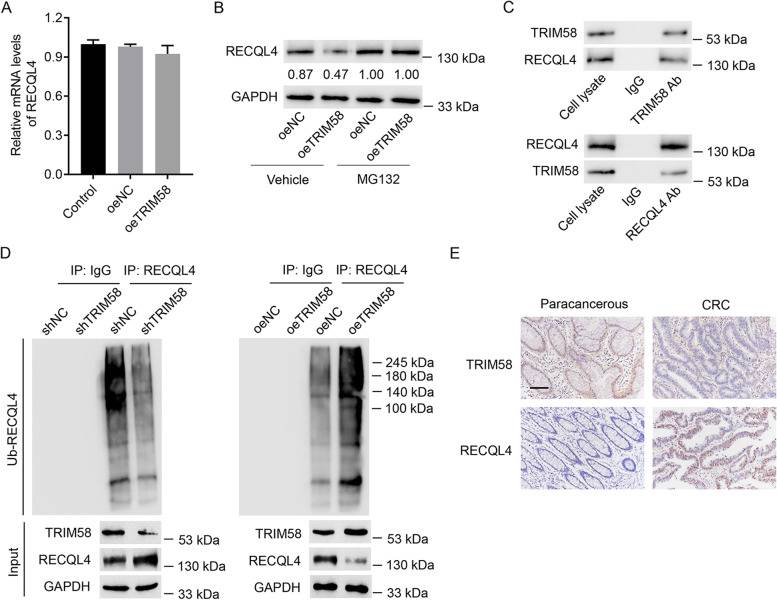 A
Relative mRNA levels
of RECQL4
1.2
0.9
0.6
0.3
0.0
Control
oeNC
oeTRIM58
B
RECQL4
130 kDa
0.87 0.47 1.00 1.00
GAPDH
33 kDa
oeNC
oeTRIM58
oeNC
oeTRIM58
Vehicle MG132
C
TRIM58
53 kDa
RECQL4
130 kDa
Cell lysate
IgG
TRIM58 Ab
RECQL4
130 kDa
TRIM58
53 kDa
Cell lysate
IgG
RECQL4 Ab
D
IP: IgG IP: RECQL4
shNC
shTRIM58
shNC
shTRIM58
Ub-RECQL4
Input
TRIM58
53 kDa
RECQL4
130 kDa
GAPDH
33 kDa
IP: IgG IP: RECQL4
oeNC
oeTRIM58
oeNC
oeTRIM58
245 kDa
180 kDa
140 kDa
100 kDa
TRIM58
53 kDa
RECQL4
130 kDa
GAPDH
33 kDa
E
Paracancerous CRC
TRIM58
RECQL4